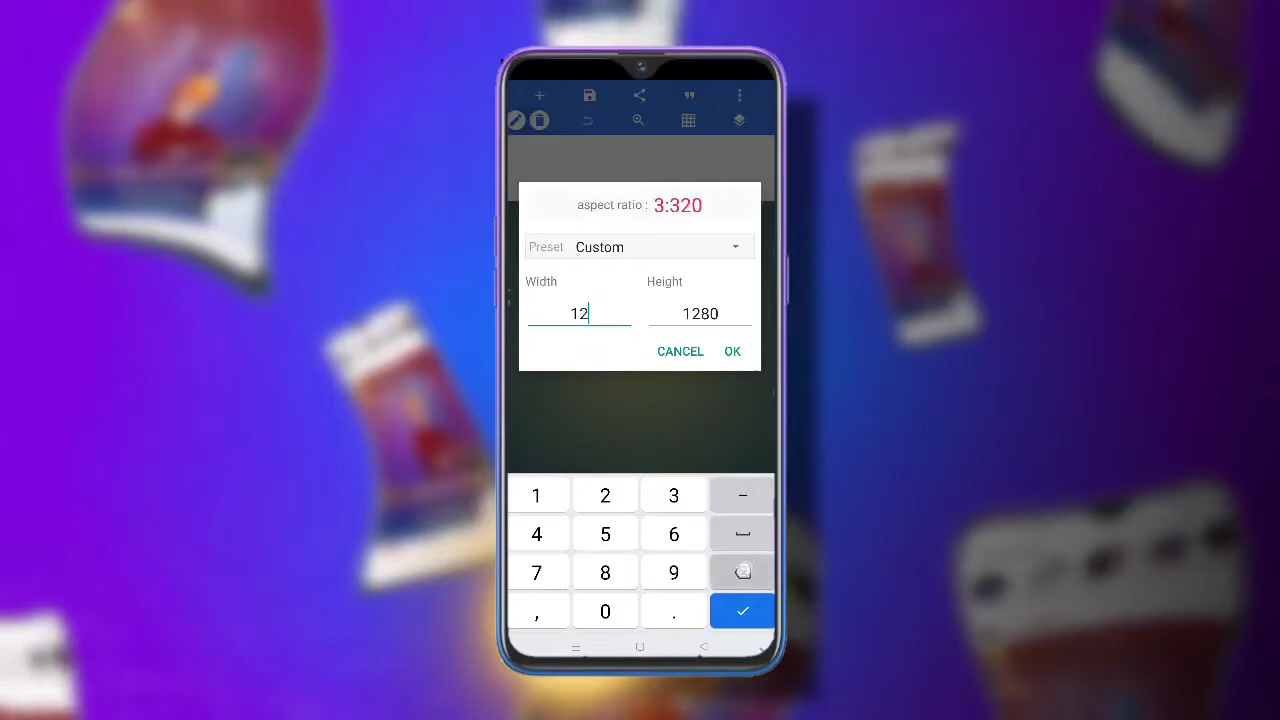 aspect ratio : 3:320
Preset Custom
Width Height
12 1280
CANCEL OK
1 2 3 -
4 5 6
7 8 9
, 0 .